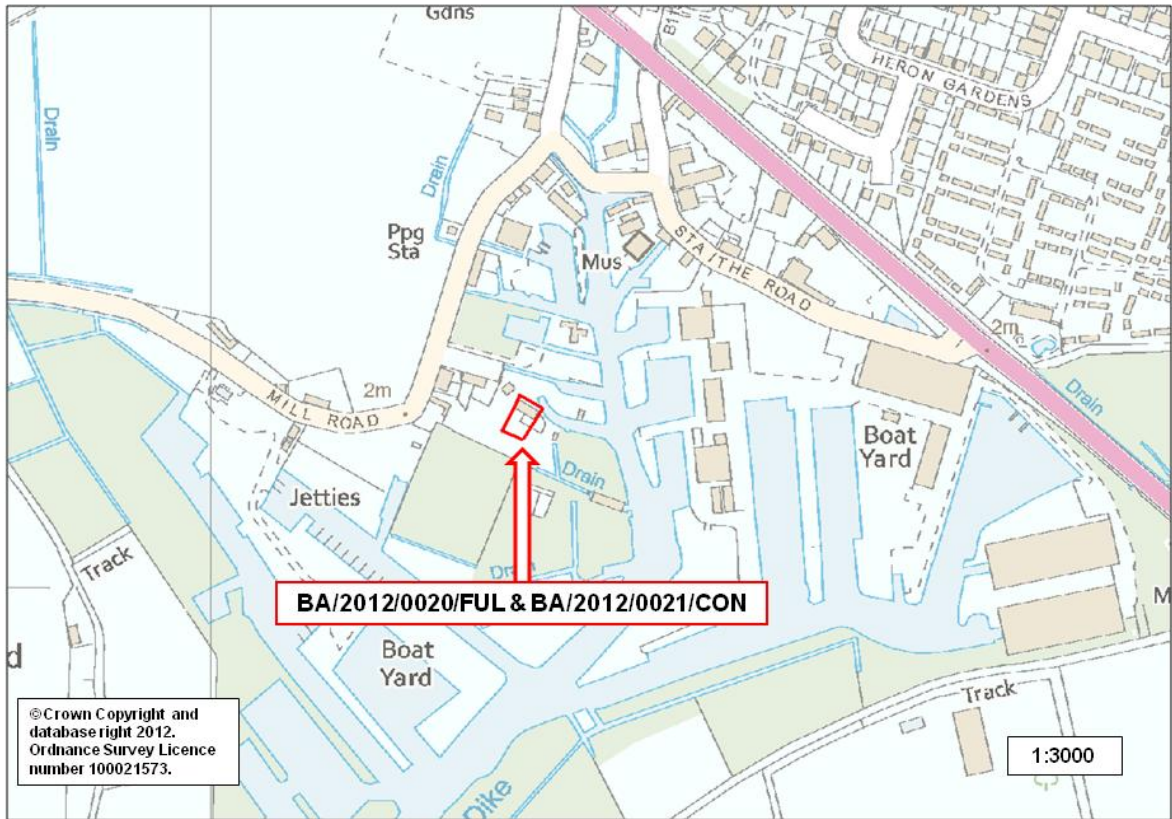 Gdns
B1
HERON GARDENS
Drain
Drain
Ppg
Sta
Mus
STAITHE ROAD
2m
Drain
MILL ROAD
2m
Boat
Yard
Drain
Jetties
Track
Drain
BA/2012/0020/FUL & BA/2012/0021/CON
M
d
Boat
Yard
Track
©Crown Copyright and
database right 2012.
Ordnance Survey Licence
number 100021573.
Dike
1:3000